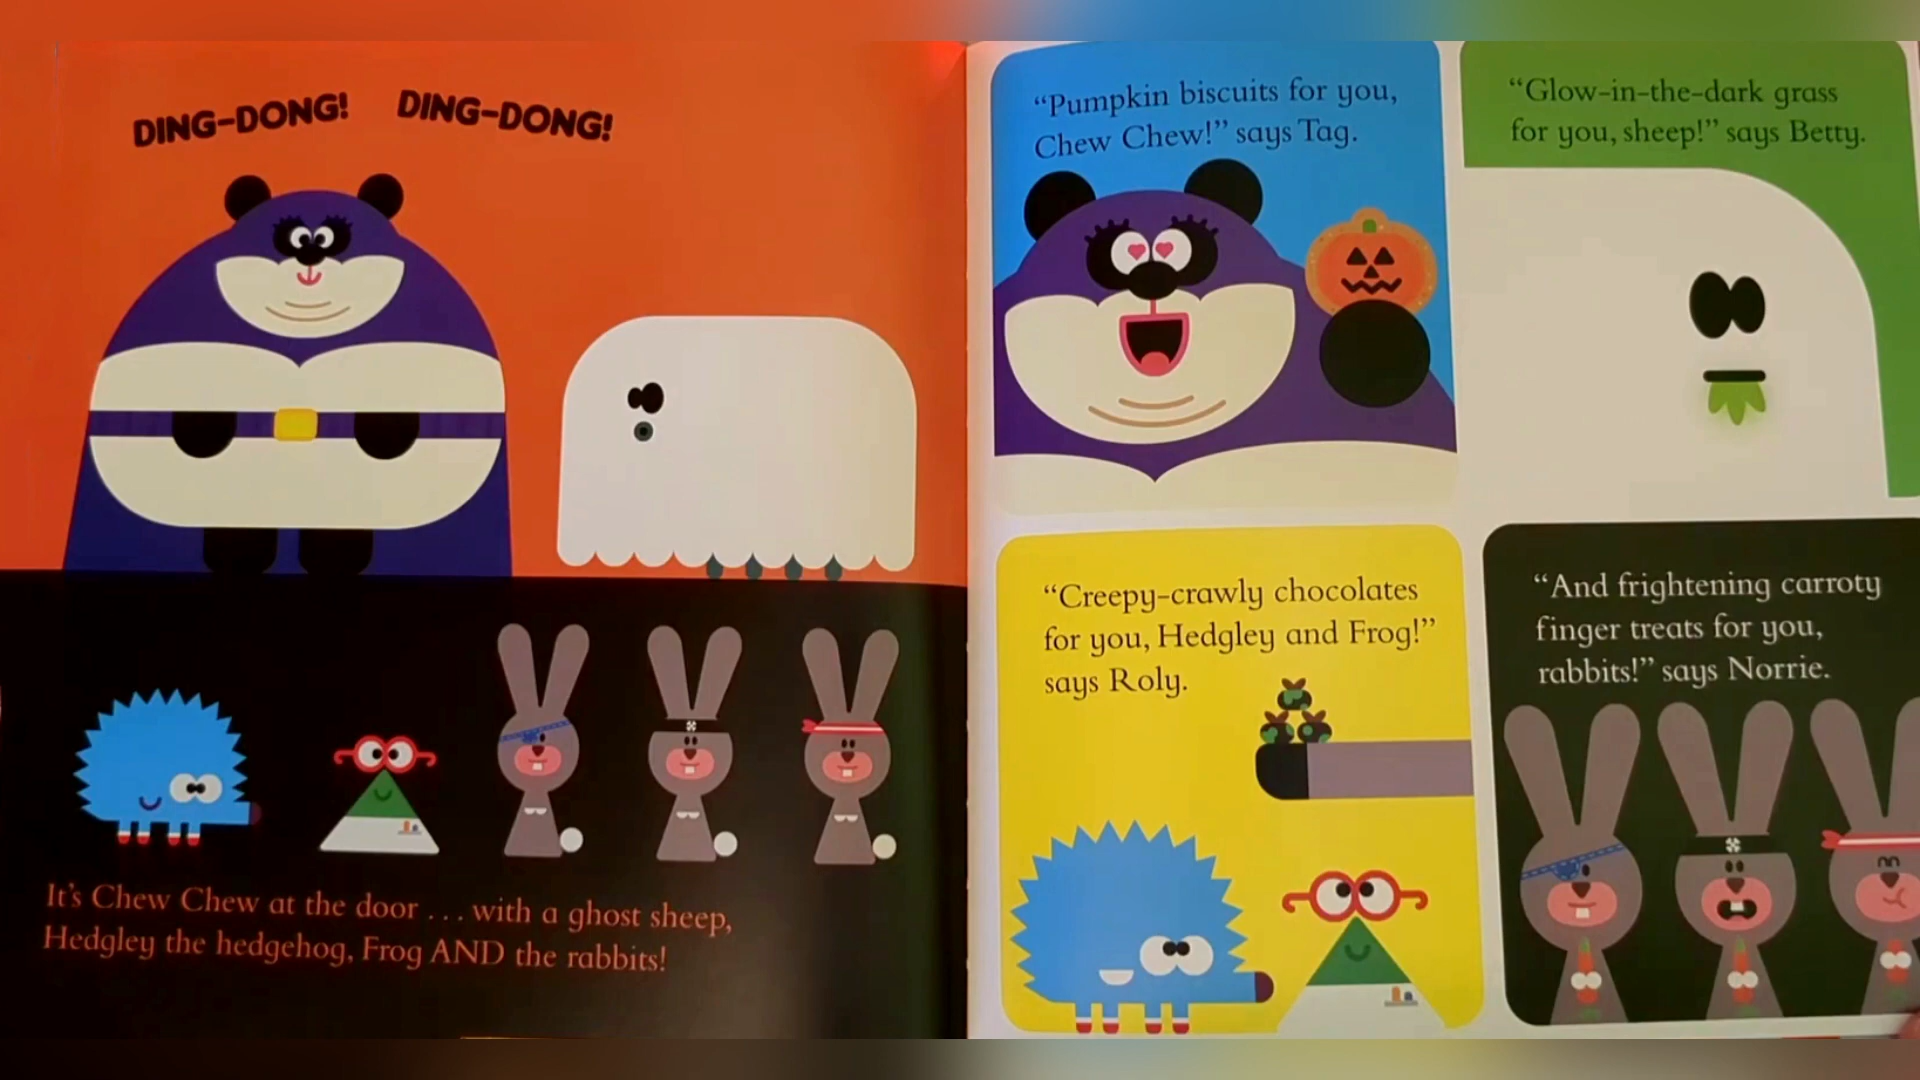 DING-DONG! DING-DONG!
It's Chew Chew at the door ... with a ghost sheep,
Hedgley the hedgehog, Frog AND the rabbits!
“Pumpkin biscuits for you,
Chew Chew!” says Tag.
“Glow-in-the-dark grass
for you, sheep!” says Betty.
“Creepy-crawly chocolates
for you, Hedgley and Frog!”
says Roly.
“And frightening carroty
finger treats for you,
rabbits!” says Norrie.